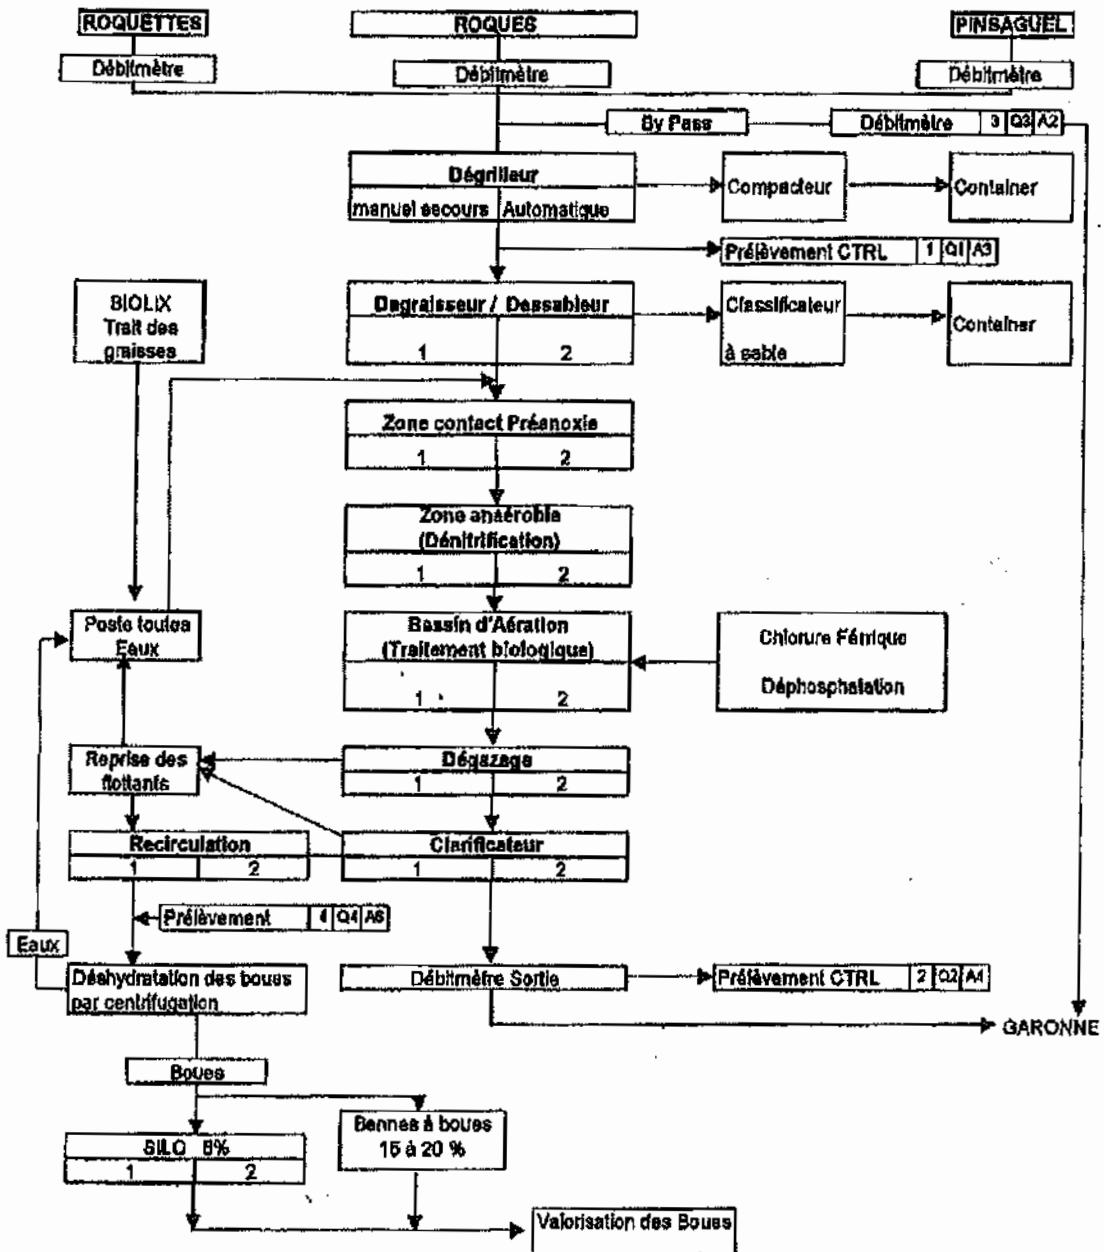 ROQUETTES
ROQUES
PINSAGUEL
Débitmètre
Débitmètre
Débitmètre
By Pass
Débitmètre 3 Q3 A2
Dégrilleur
manuel secours Automatique
Compacteur
Container
Prélèvement CTRL 1 Q1 A3
BIOLIX
Trait des
graisses
Degraisseur / Dessableur
1 2
Classificateur
à sable
Container
Zone contact Préanoxie
1 2
Zone anaérobie
(Dénitrification)
1 2
Poste toutes
Eaux
Bassin d'Aération
(Traitement biologique)
1 2
Chlorure Férrique
Déphosphatation
Reprise des
flottants
Dégazage
1 2
Recirculation
1 2
Clarificateur
1 2
Prélèvement 4 Q4 A6
Eaux
Déshydratation des boues
par centrifugation
Débitmètre Sortie
Prélèvement CTRL 2 Q2 A4
GARONNE
Boues
SILO 6%
1 2
Bennes à boues
15 à 20 %
Valorisation des Boues